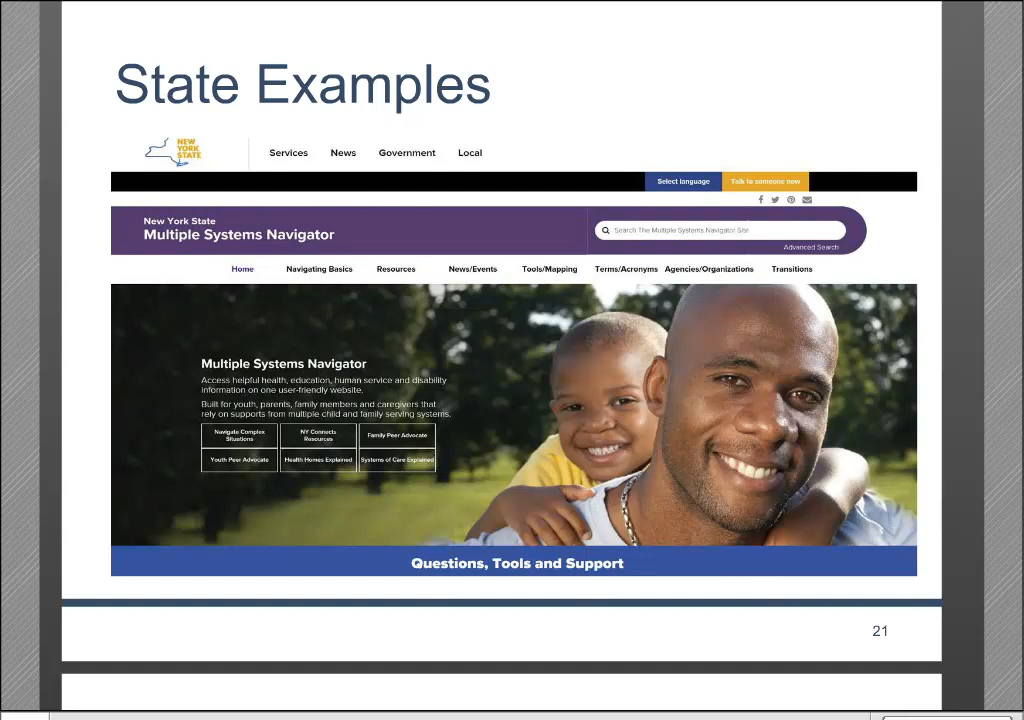 State Examples
NEW
YORK
STATE
Services News Government Local
Select language Talk to someone now
New York State
Multiple Systems Navigator
Search The Multiple Systems Navigator Site
Advanced Search
Home Navigating Basics Resources News/Events Tools/Mapping Terms/Acronyms Agencies/Organizations Transitions
Multiple Systems Navigator
Access helpful health, education, human service and disability
information on one user-friendly website.
Built for youth, parents, family members and caregivers that
rely on supports from multiple child and family serving systems.
Navigate Complex
Situations
NY Connects
Resources
Family Peer Advocate
Youth Peer Advocate Health Homes Explained Systems of Care Explained
Questions, Tools and Support
21